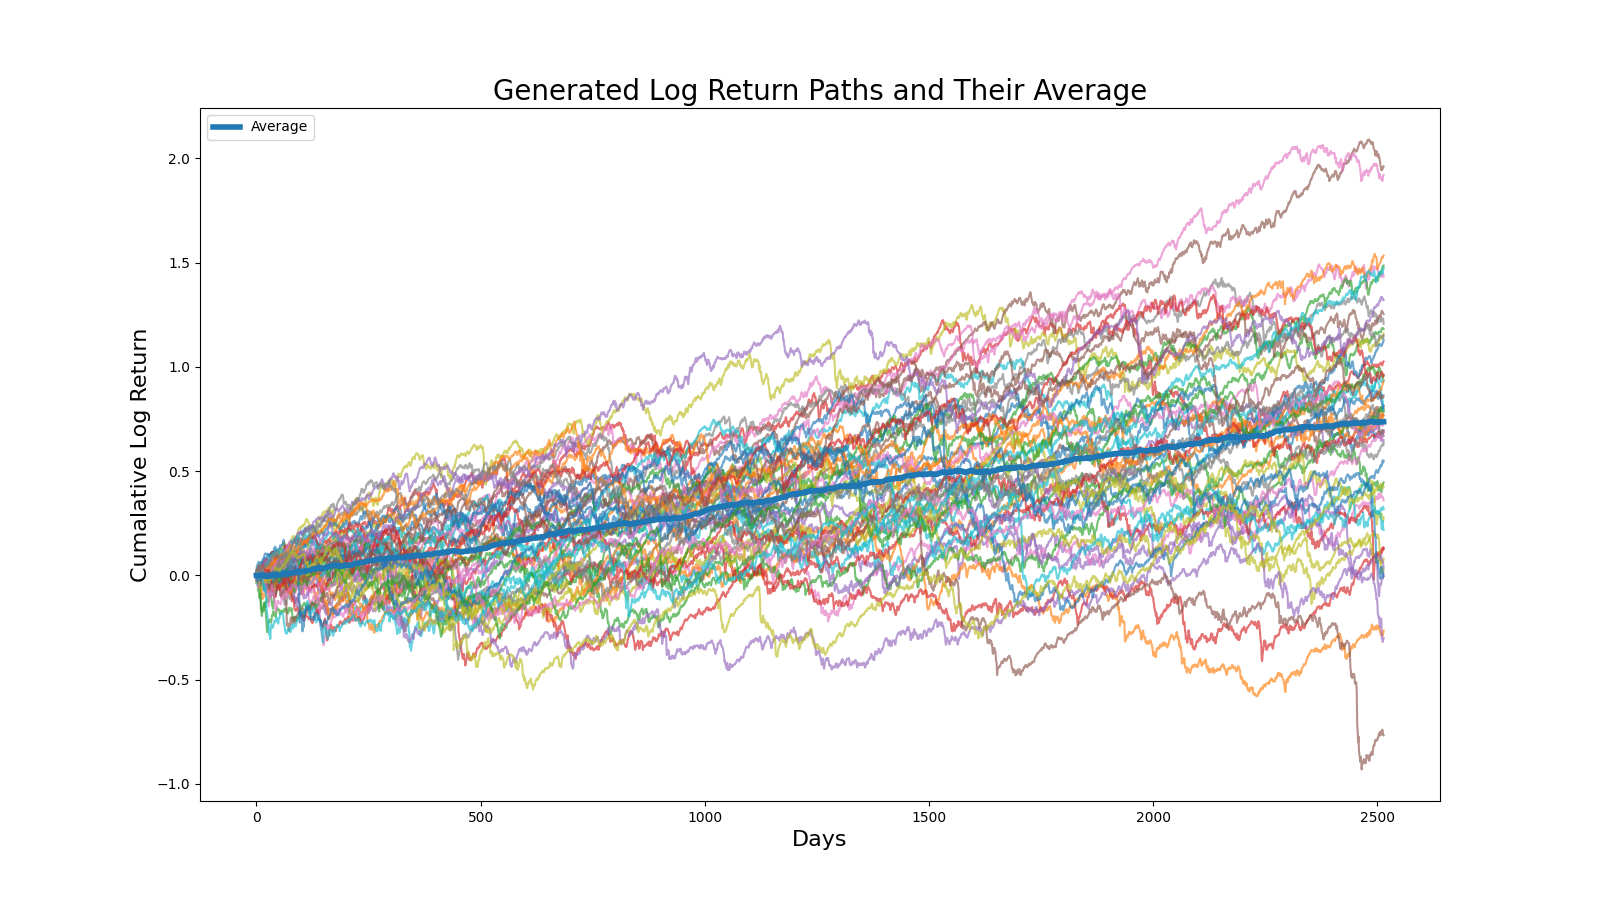 Generated Log Return Paths and Their Average
Average
2.0
1.5
1.0
0.5
0.0
−0.5
−1.0
Cumalative Log Return
0 500 1000 1500 2000 2500
Days